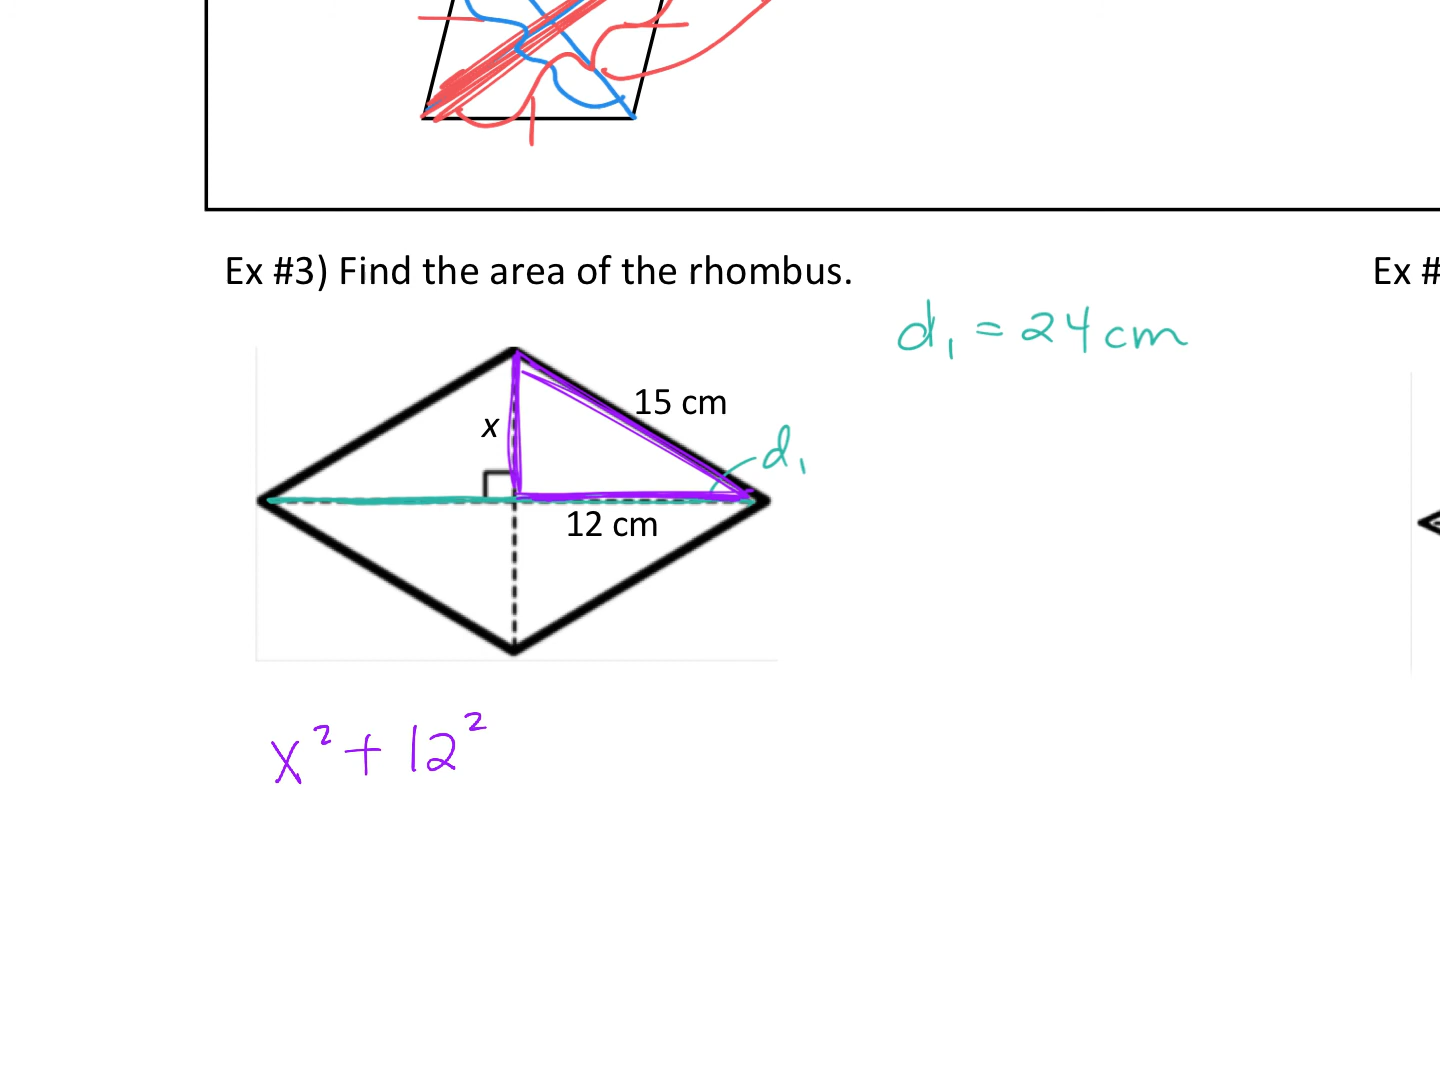 Ex #3) Find the area of the rhombus.
Ex #
d₁ = 24 cm
15 cm
x
d₁
12 cm
x² + 12²